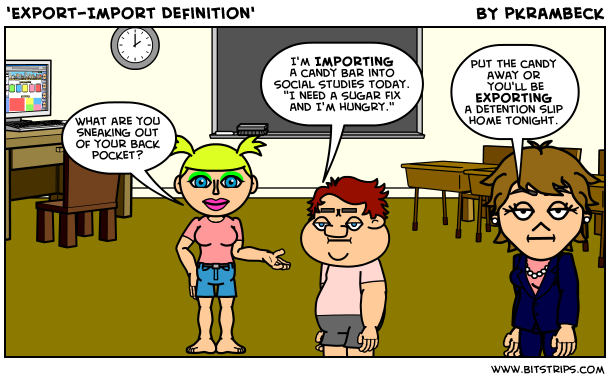 'EXPORT-IMPORT DEFINITION'
BY PKRAMBECK
WHAT ARE YOU
SNEAKING OUT
OF YOUR BACK
POCKET?
I'M IMPORTING
A CANDY BAR INTO
SOCIAL STUDIES TODAY.
"I NEED A SUGAR FIX
AND I'M HUNGRY."
PUT THE CANDY
AWAY OR
YOU'LL BE
EXPORTING
A DETENTION SLIP
HOME TONIGHT.
WWW.BITSTRIPS.COM